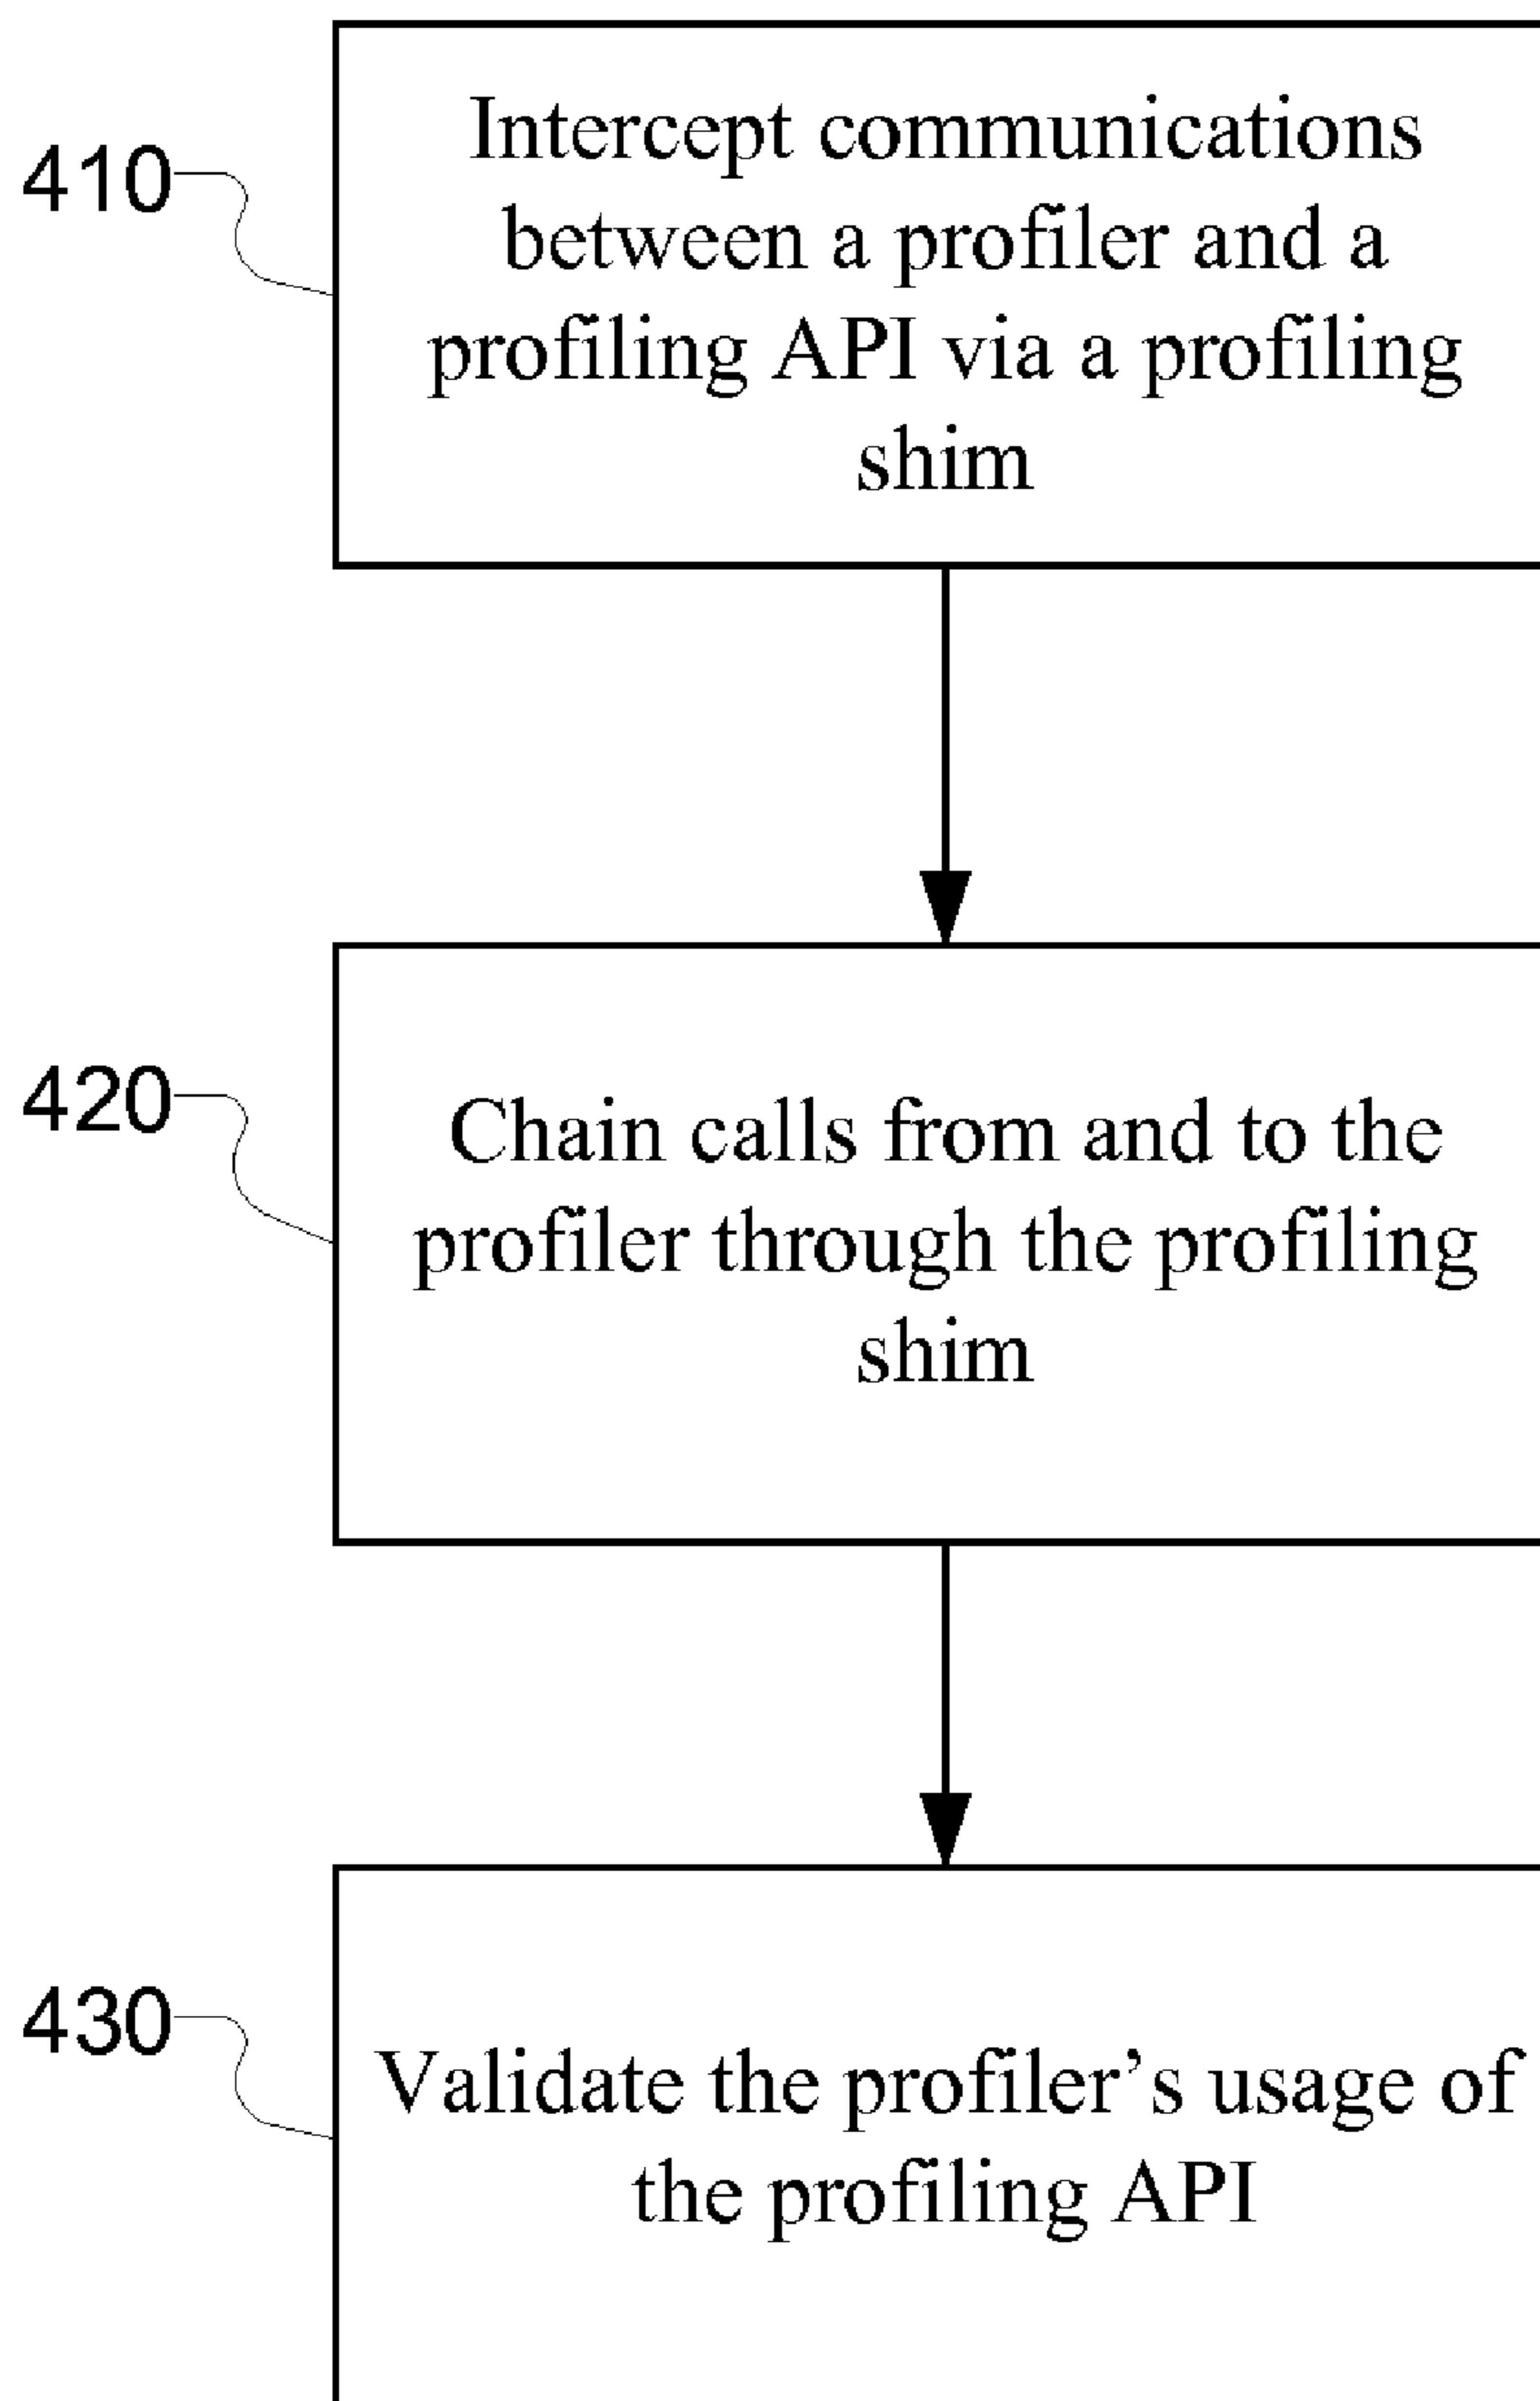 410
Intercept communications
between a profiler and a
profiling API via a profiling
shim
420
Chain calls from and to the
profiler through the profiling
shim
430
Validate the profiler’s usage of
the profiling API